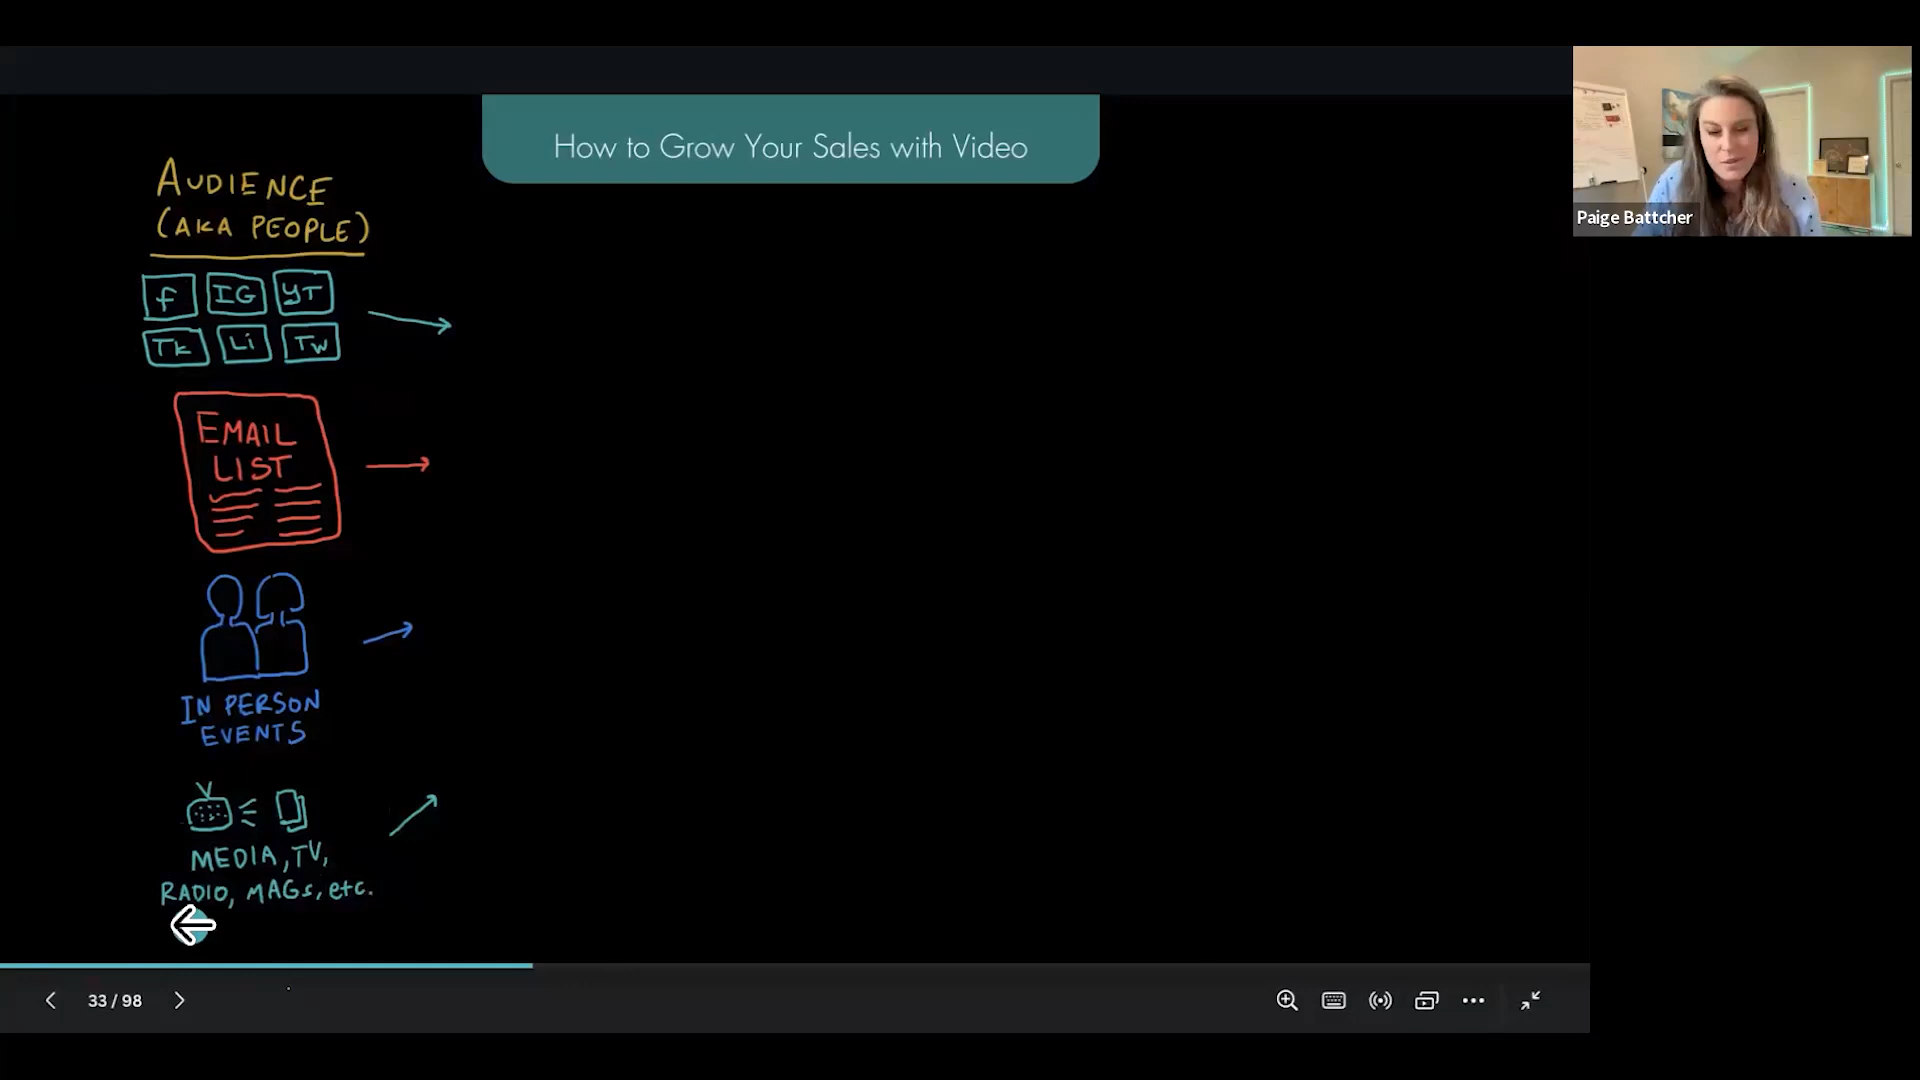 How to Grow Your Sales with Video
AUDIENCE
(AKA PEOPLE)
f IG YT
TK Li TW
EMAIL
LIST
IN PERSON
EVENTS
MEDIA, TV,
RADIO, MAGS, etc.
33 / 98
Paige Battcher